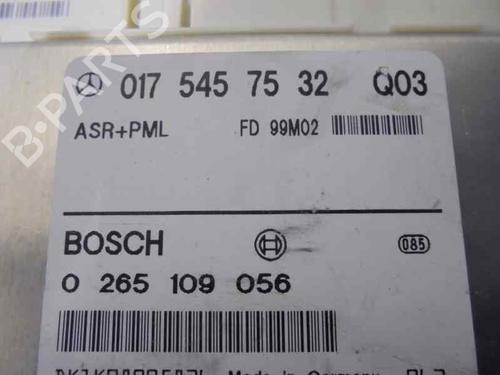 017 545 75 32 Q03
ASR+PML FD 99M02
BOSCH
085
0 265 109 056
Made in Germany
B-PARTS